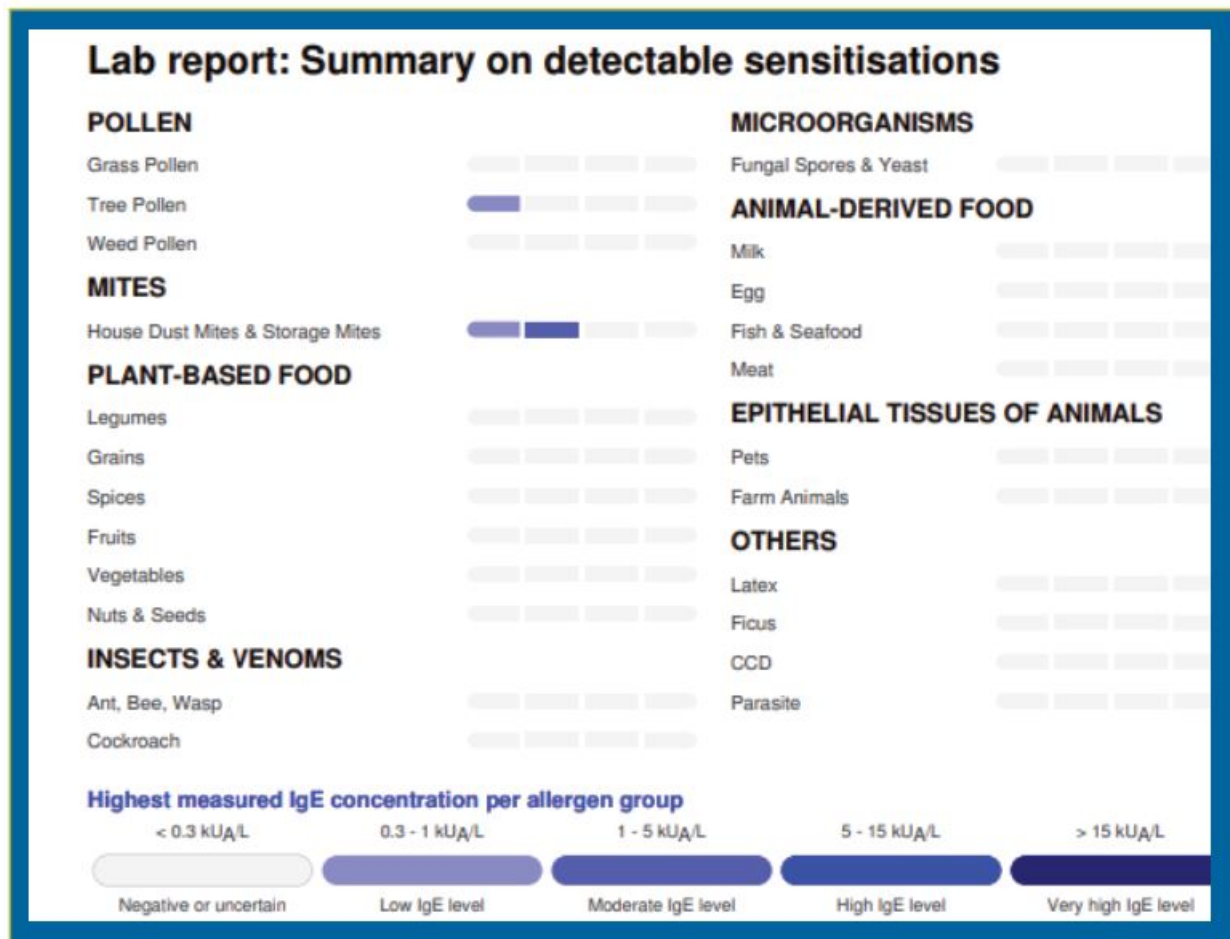 Lab report: Summary on detectable sensitisations
POLLEN
Grass Pollen
Tree Pollen
Weed Pollen
MITES
House Dust Mites & Storage Mites
PLANT-BASED FOOD
Legumes
Grains
Spices
Fruits
Vegetables
Nuts & Seeds
INSECTS & VENOMS
Ant, Bee, Wasp
Cockroach
MICROORGANISMS
Fungal Spores & Yeast
ANIMAL-DERIVED FOOD
Milk
Egg
Fish & Seafood
Meat
EPITHELIAL TISSUES OF ANIMALS
Pets
Farm Animals
OTHERS
Latex
Ficus
CCD
Parasite
Highest measured IgE concentration per allergen group
< 0.3 kUA/L 0.3 - 1 kUA/L 1 - 5 kUA/L 5 - 15 kUA/L > 15 kUA/L
Negative or uncertain Low IgE level Moderate IgE level High IgE level Very high IgE level